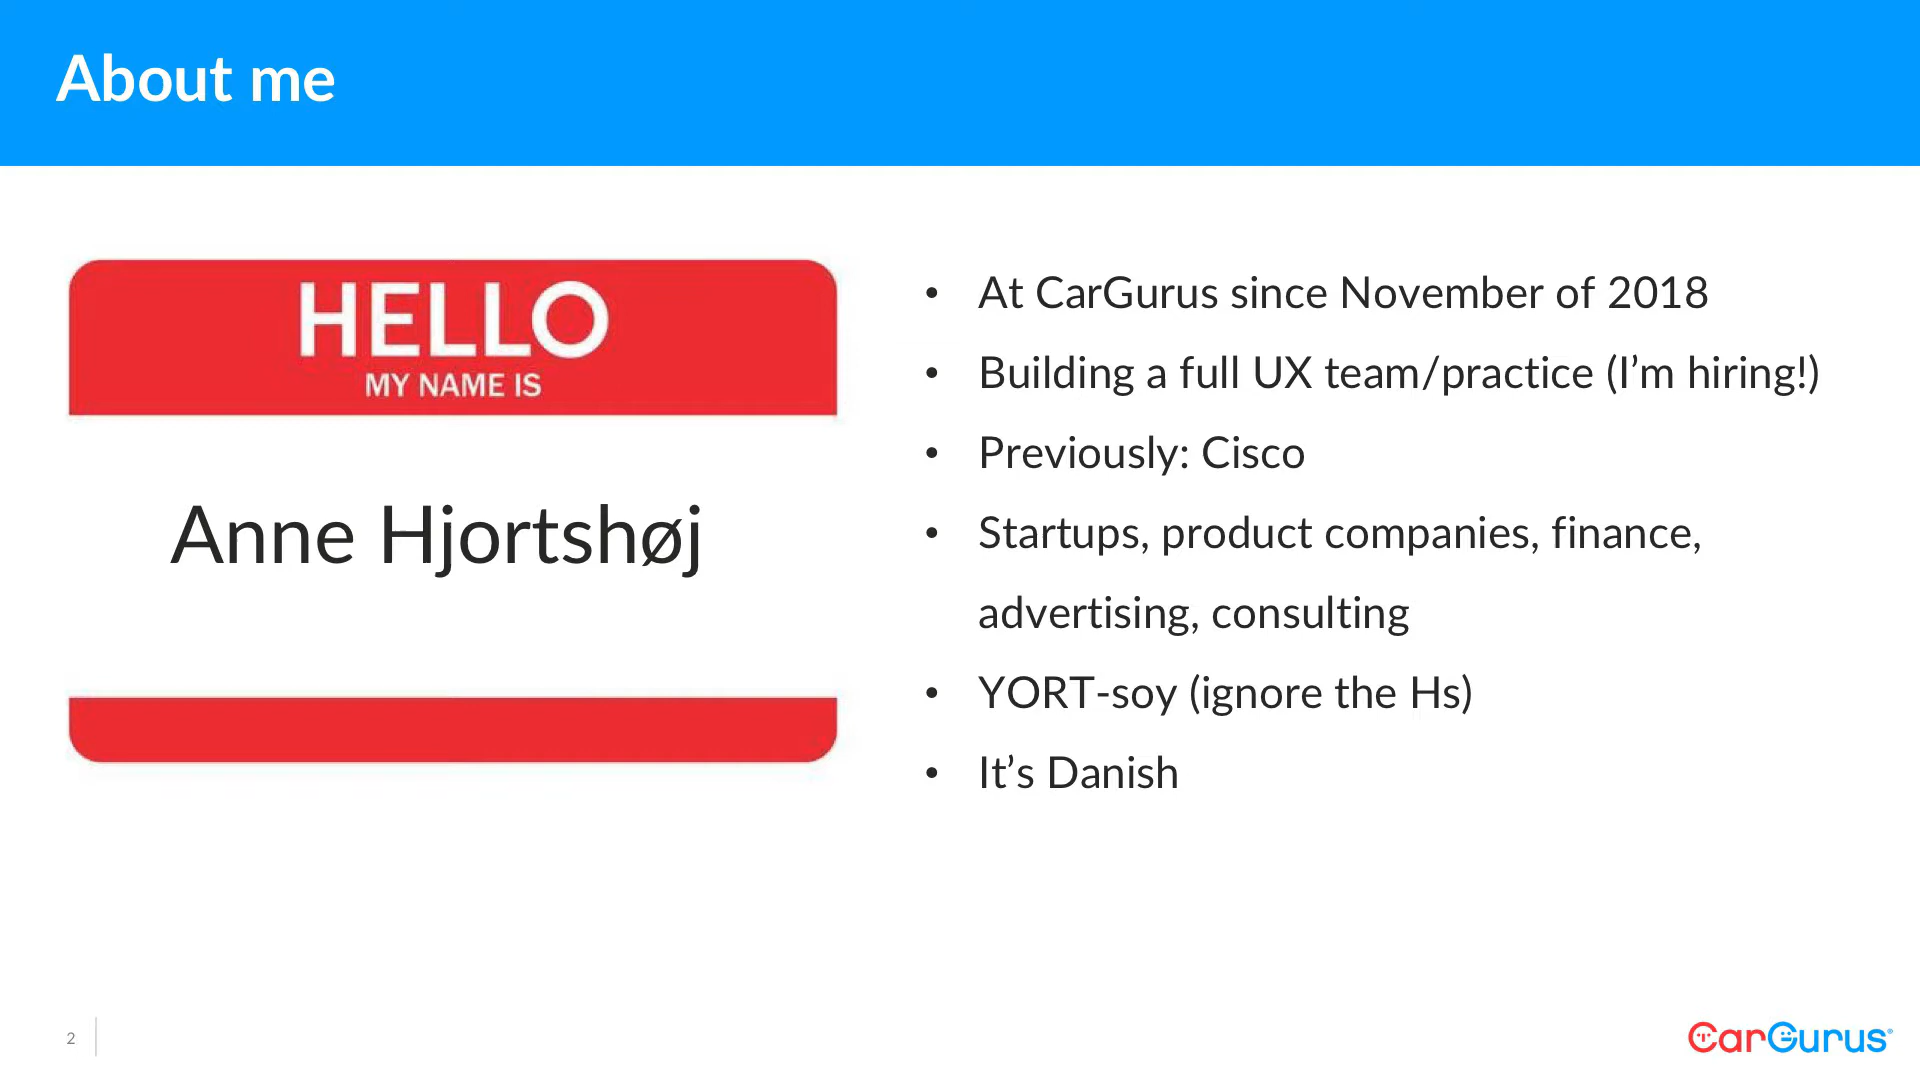 About me
HELLO
MY NAME IS
Anne Hjortshøj
• At CarGurus since November of 2018
• Building a full UX team/practice (I’m hiring!)
• Previously: Cisco
• Startups, product companies, finance,
advertising, consulting
• YORT-soy (ignore the Hs)
• It’s Danish
2
CarGurus®